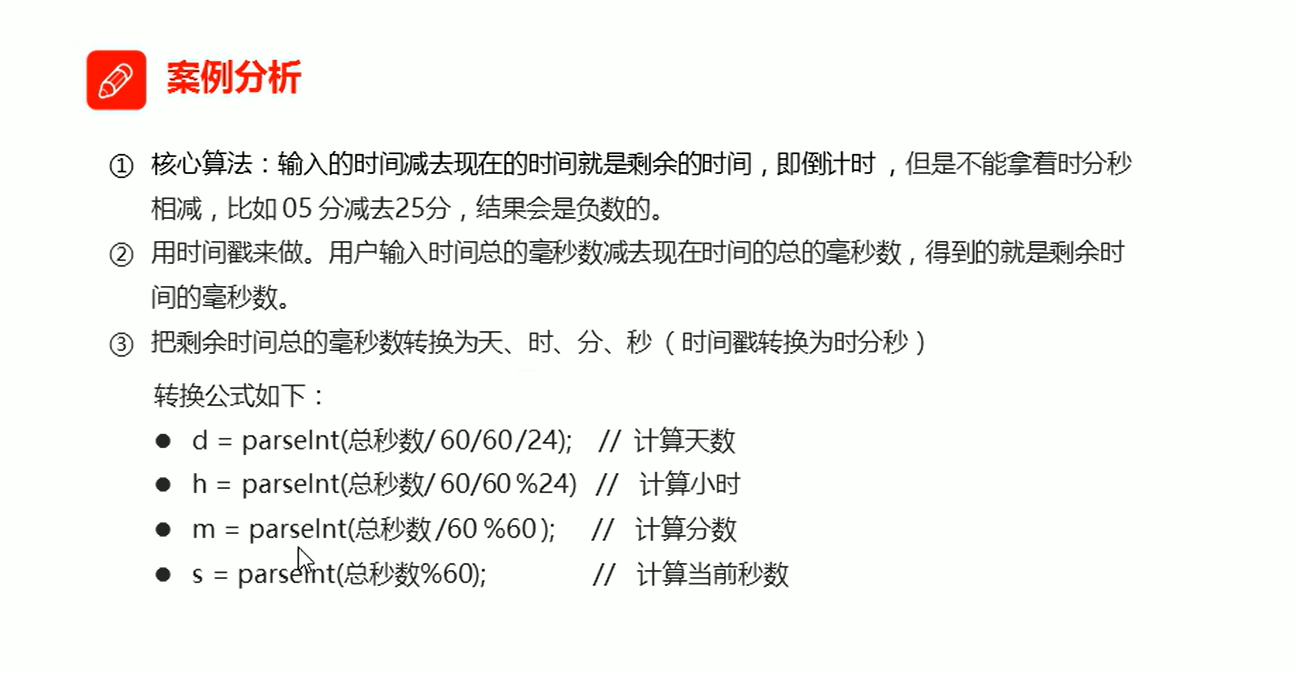 案例分析
① 核心算法：输入的时间减去现在的时间就是剩余的时间，即倒计时，但是不能拿着时分秒
相减，比如 05 分减去25分，结果会是负数的。
② 用时间戳来做。用户输入时间总的毫秒数减去现在时间的总的毫秒数，得到的就是剩余时
间的毫秒数。
③ 把剩余时间总的毫秒数转换为天、时、分、秒（时间戳转换为时分秒）
转换公式如下：
● d = parseInt(总秒数/ 60/60 /24); // 计算天数
● h = parseInt(总秒数/ 60/60 %24) // 计算小时
● m = parseInt(总秒数 /60 %60 ); // 计算分数
● s = parseInt(总秒数%60); // 计算当前秒数